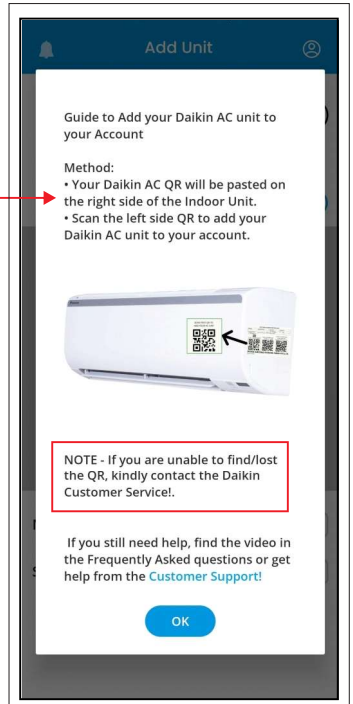 Add Unit
Guide to Add your Daikin AC unit to
your Account
Method:
• Your Daikin AC QR will be pasted on
the right side of the Indoor Unit.
• Scan the left side QR to add your
Daikin AC unit to your account.
NOTE - If you are unable to find/lost
the QR, kindly contact the Daikin
Customer Service!.
If you still need help, find the video in
the Frequently Asked questions or get
help from the Customer Support!
OK